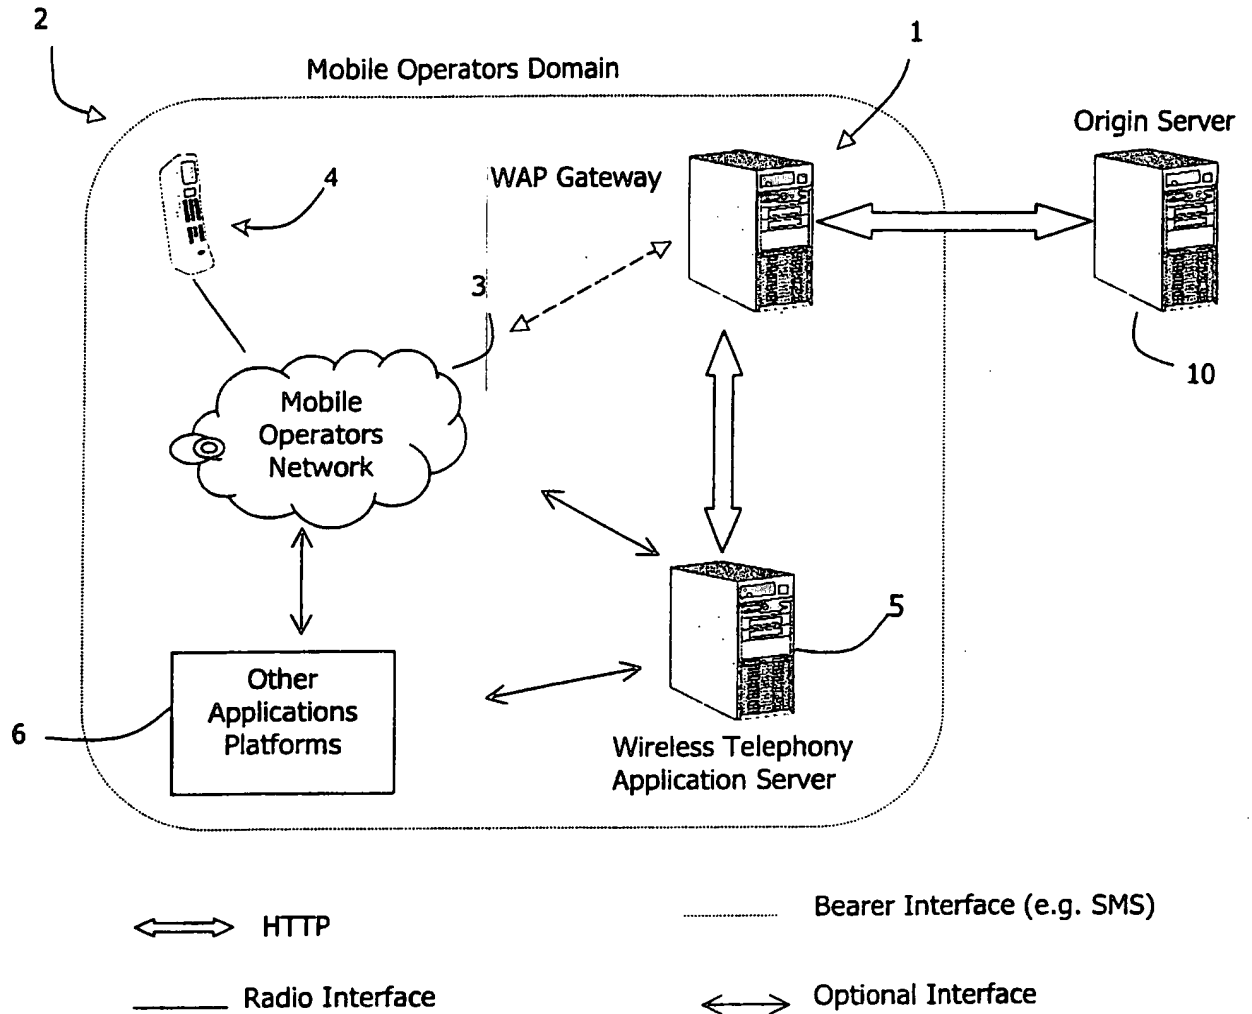 2
1
Mobile Operators Domain
Origin Server
4
WAP Gateway
3
10
Mobile
Operators
Network
5
Other
Applications
Platforms
6
Wireless Telephony
Application Server
HTTP
Bearer Interface (e.g. SMS)
Radio Interface
Optional Interface